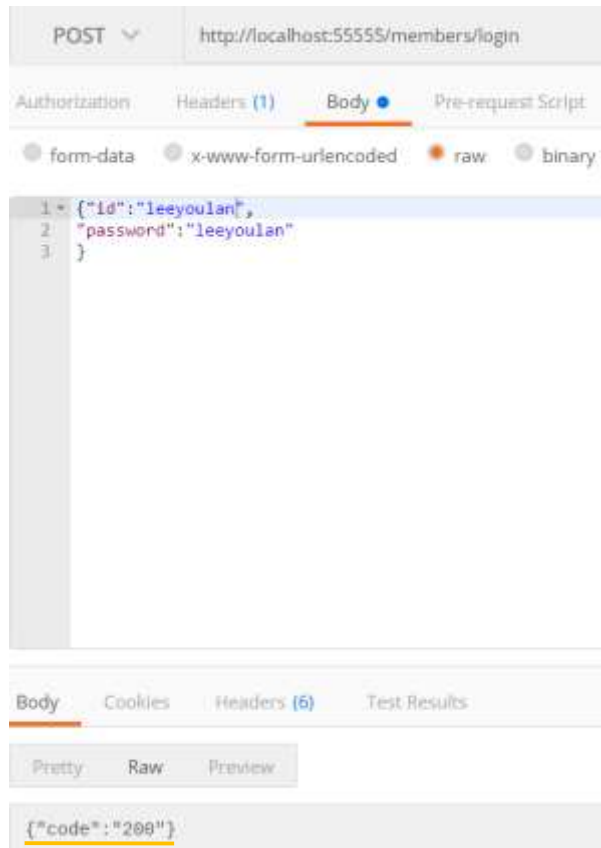 POST http://localhost:55555/members/login
Authorization Headers (1) Body Pre-request Script
form-data x-www-form-urlencoded raw binary
1 {"id":"leeyoulan",
2 "password":"leeyoulan"
3 }
Body Cookies Headers (6) Test Results
Pretty Raw Preview
{"code":"200"}